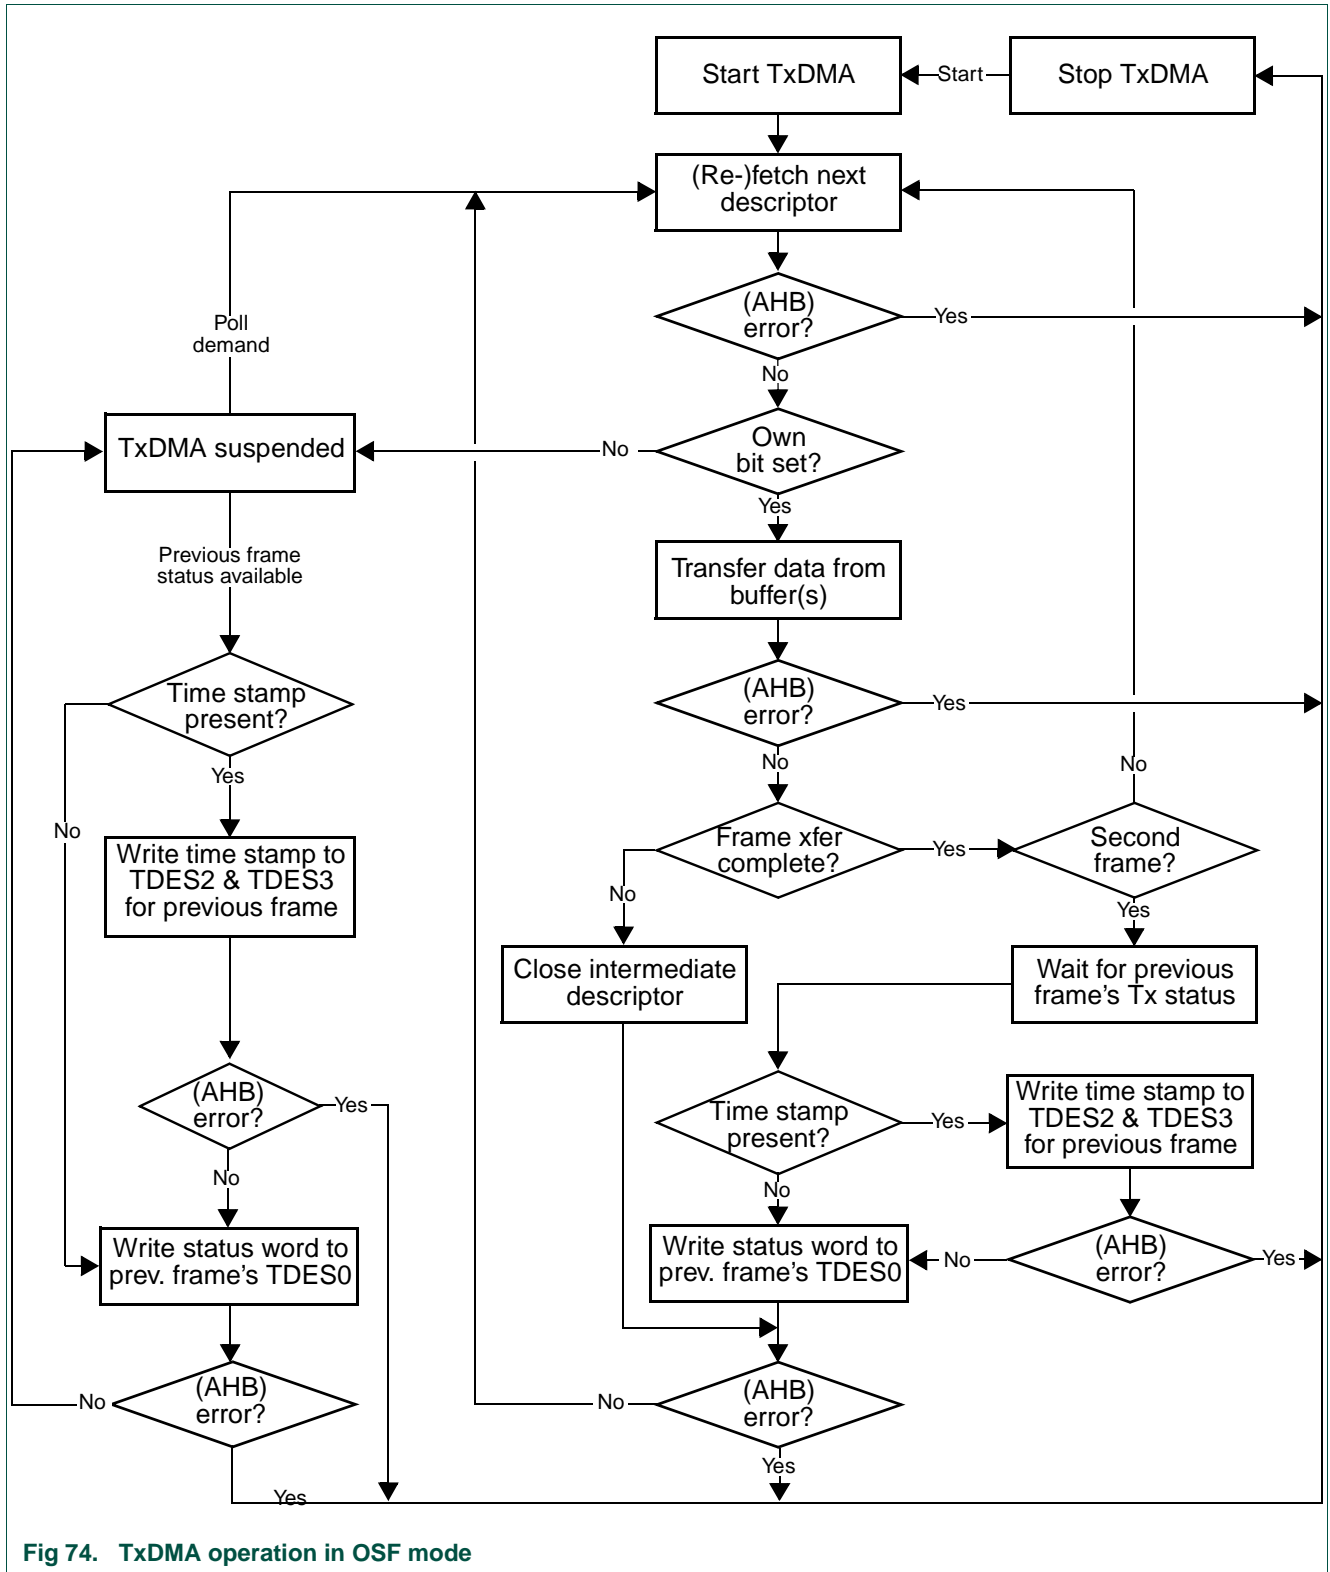 Start TxDMA
Start
Stop TxDMA
(Re-)fetch next
descriptor
(AHB)
error?
Yes
Poll
demand
No
TxDMA suspended
No
Own
bit set?
Yes
Previous frame
status available
Transfer data from
buffer(s)
Time stamp
present?
(AHB)
error?
Yes
Yes
No
No
No
Frame xfer
complete?
Yes
Second
frame?
Write time stamp to
TDES2 & TDES3
for previous frame
No
Yes
Close intermediate
descriptor
Wait for previous
frame's Tx status
(AHB)
error?
Yes
Time stamp
present?
Yes
Write time stamp to
TDES2 & TDES3
for previous frame
No
No
Write status word to
prev. frame's TDES0
Write status word to
prev. frame's TDES0
No
(AHB)
error?
Yes
No
(AHB)
error?
No
(AHB)
error?
Yes
Yes
Fig 74. TxDMA operation in OSF mode